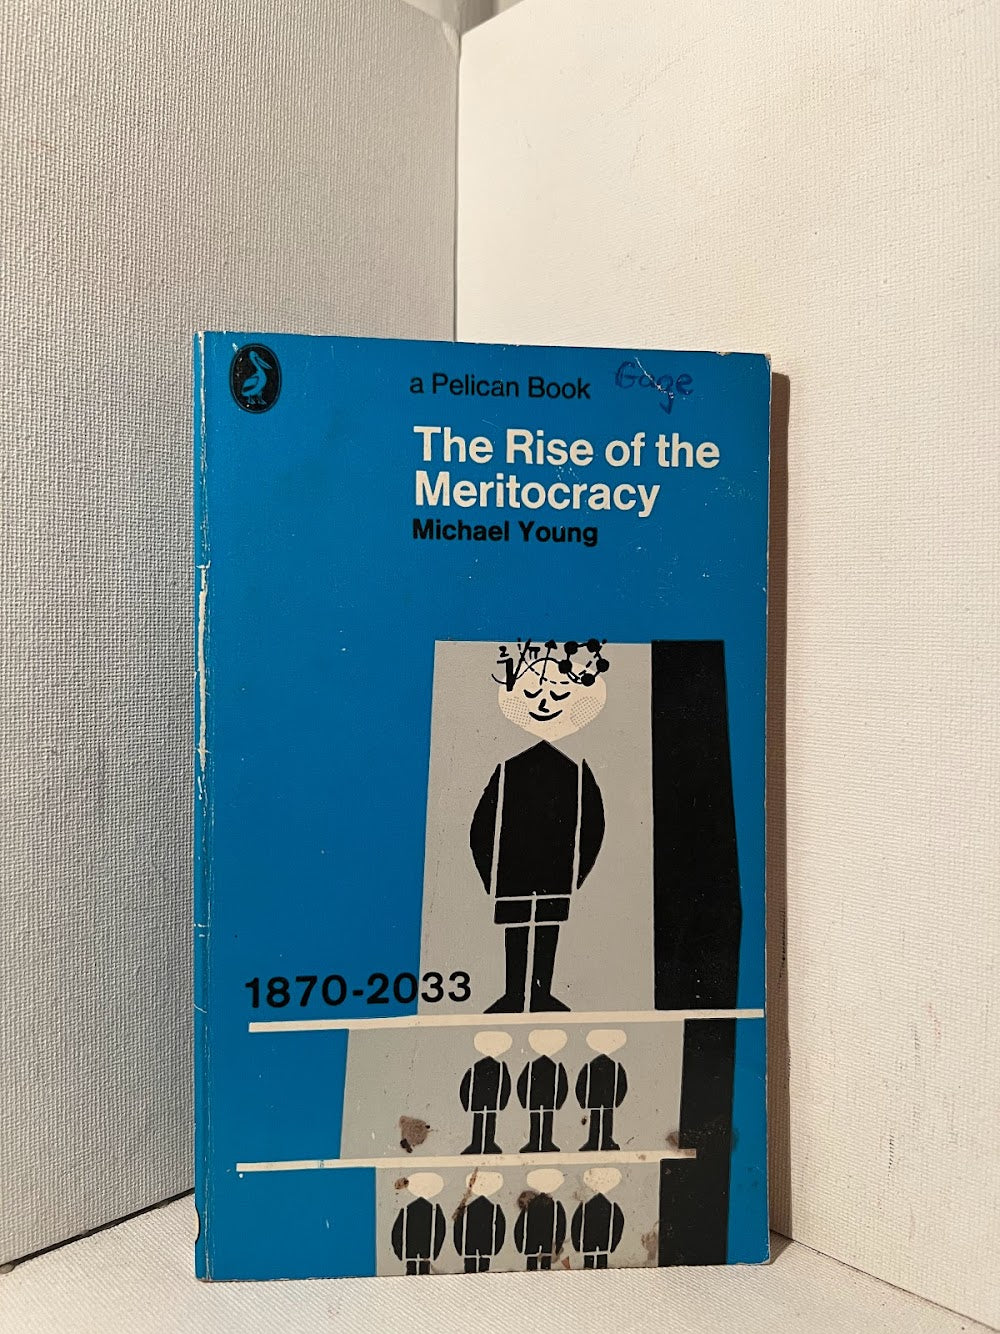 a Pelican Book
Gage
The Rise of the
Meritocracy
Michael Young
π
1870-2033